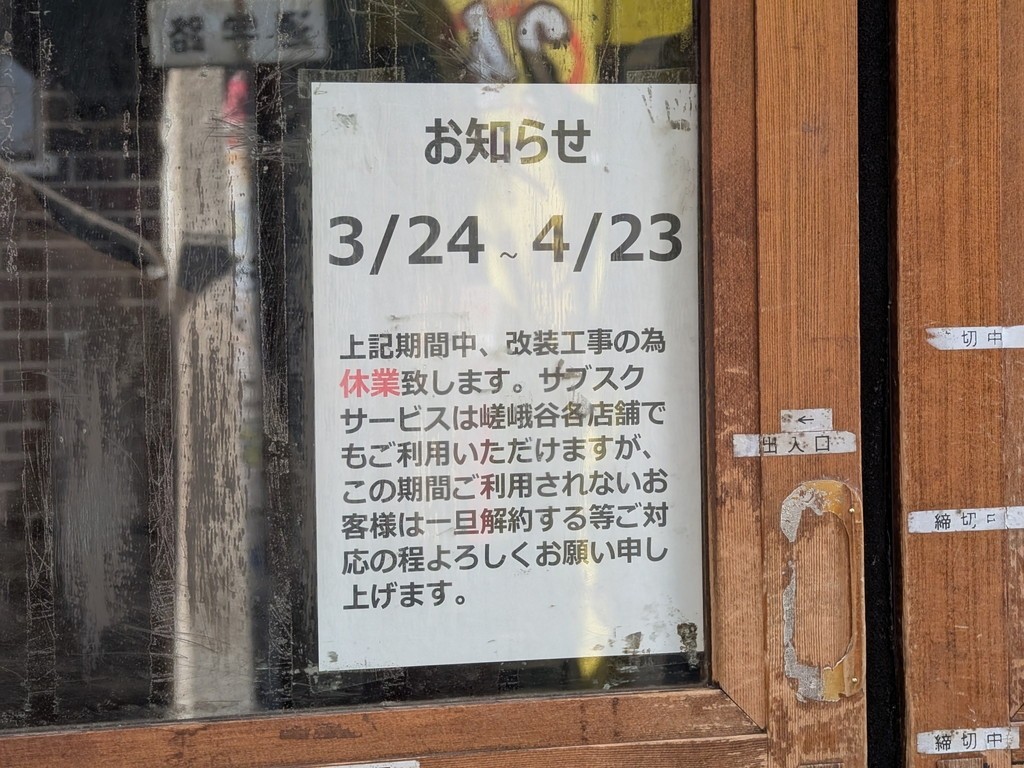 お知らせ
3/24 ~ 4/23
上記期間中、改装工事の為
休業致します。サブスク
サービスは嵯峨谷各店舗で
もご利用いただけますが、
この期間ご利用されないお
客様は一旦解約する等ご対
応の程よろしくお願い申し
上げます。
←
出入口
切中
締切中
締切中